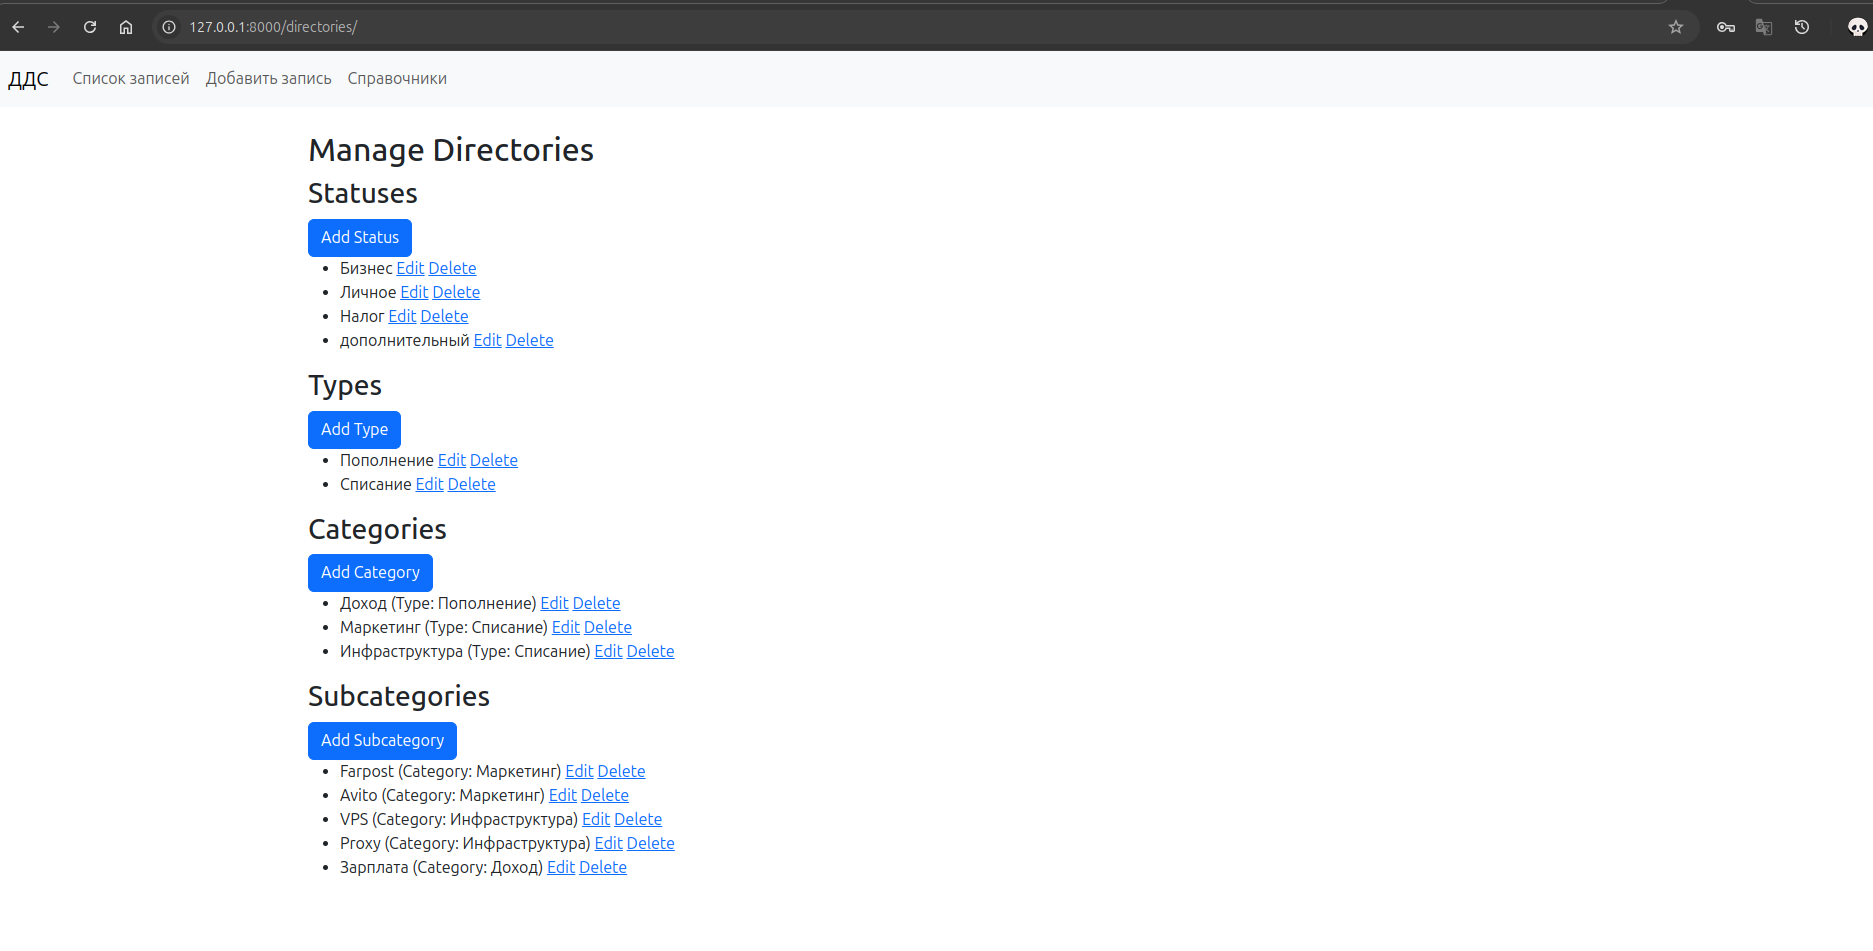 127.0.0.1:8000/directories/
ДДС Список записей Добавить запись Справочники
Manage Directories
Statuses
Add Status
Бизнес Edit Delete
Личное Edit Delete
Налог Edit Delete
дополнительный Edit Delete
Types
Add Type
Пополнение Edit Delete
Списание Edit Delete
Categories
Add Category
Доход (Type: Пополнение) Edit Delete
Маркетинг (Type: Списание) Edit Delete
Инфраструктура (Type: Списание) Edit Delete
Subcategories
Add Subcategory
Farpost (Category: Маркетинг) Edit Delete
Avito (Category: Маркетинг) Edit Delete
VPS (Category: Инфраструктура) Edit Delete
Proxy (Category: Инфраструктура) Edit Delete
Зарплата (Category: Доход) Edit Delete